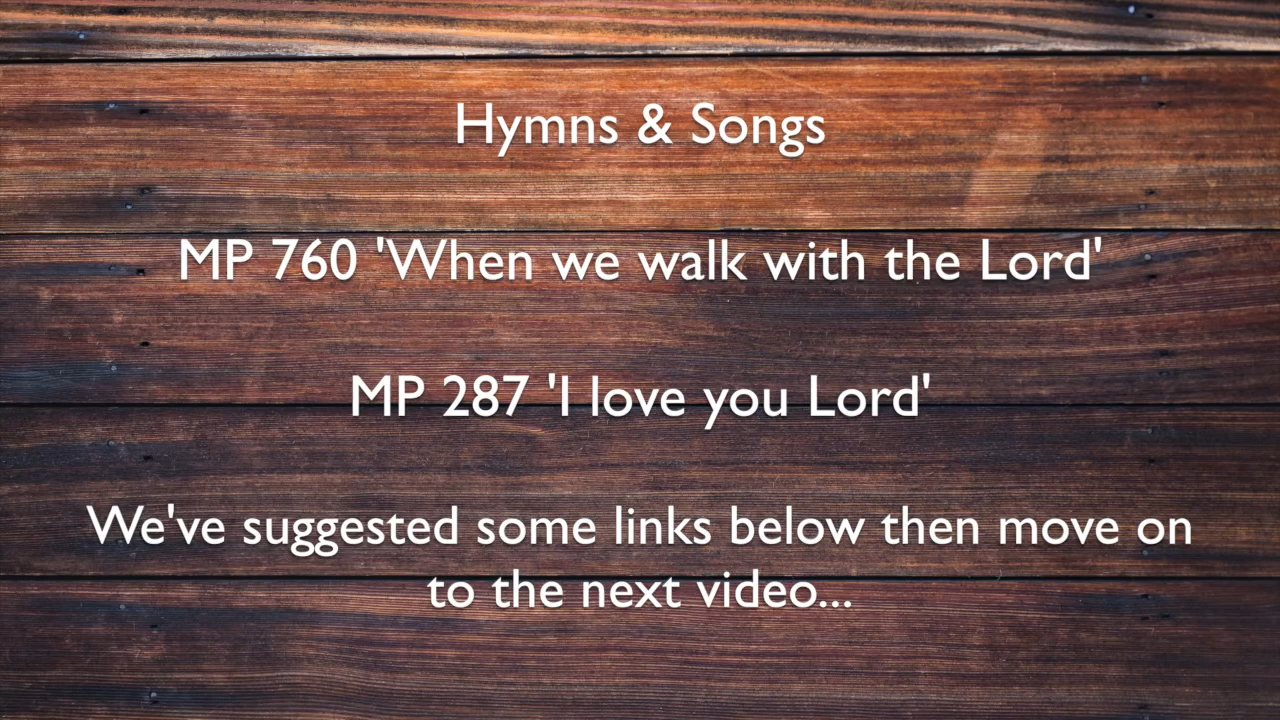 Hymns & Songs
MP 760 'When we walk with the Lord'
MP 287 'I love you Lord'
We've suggested some links below then move on
to the next video...